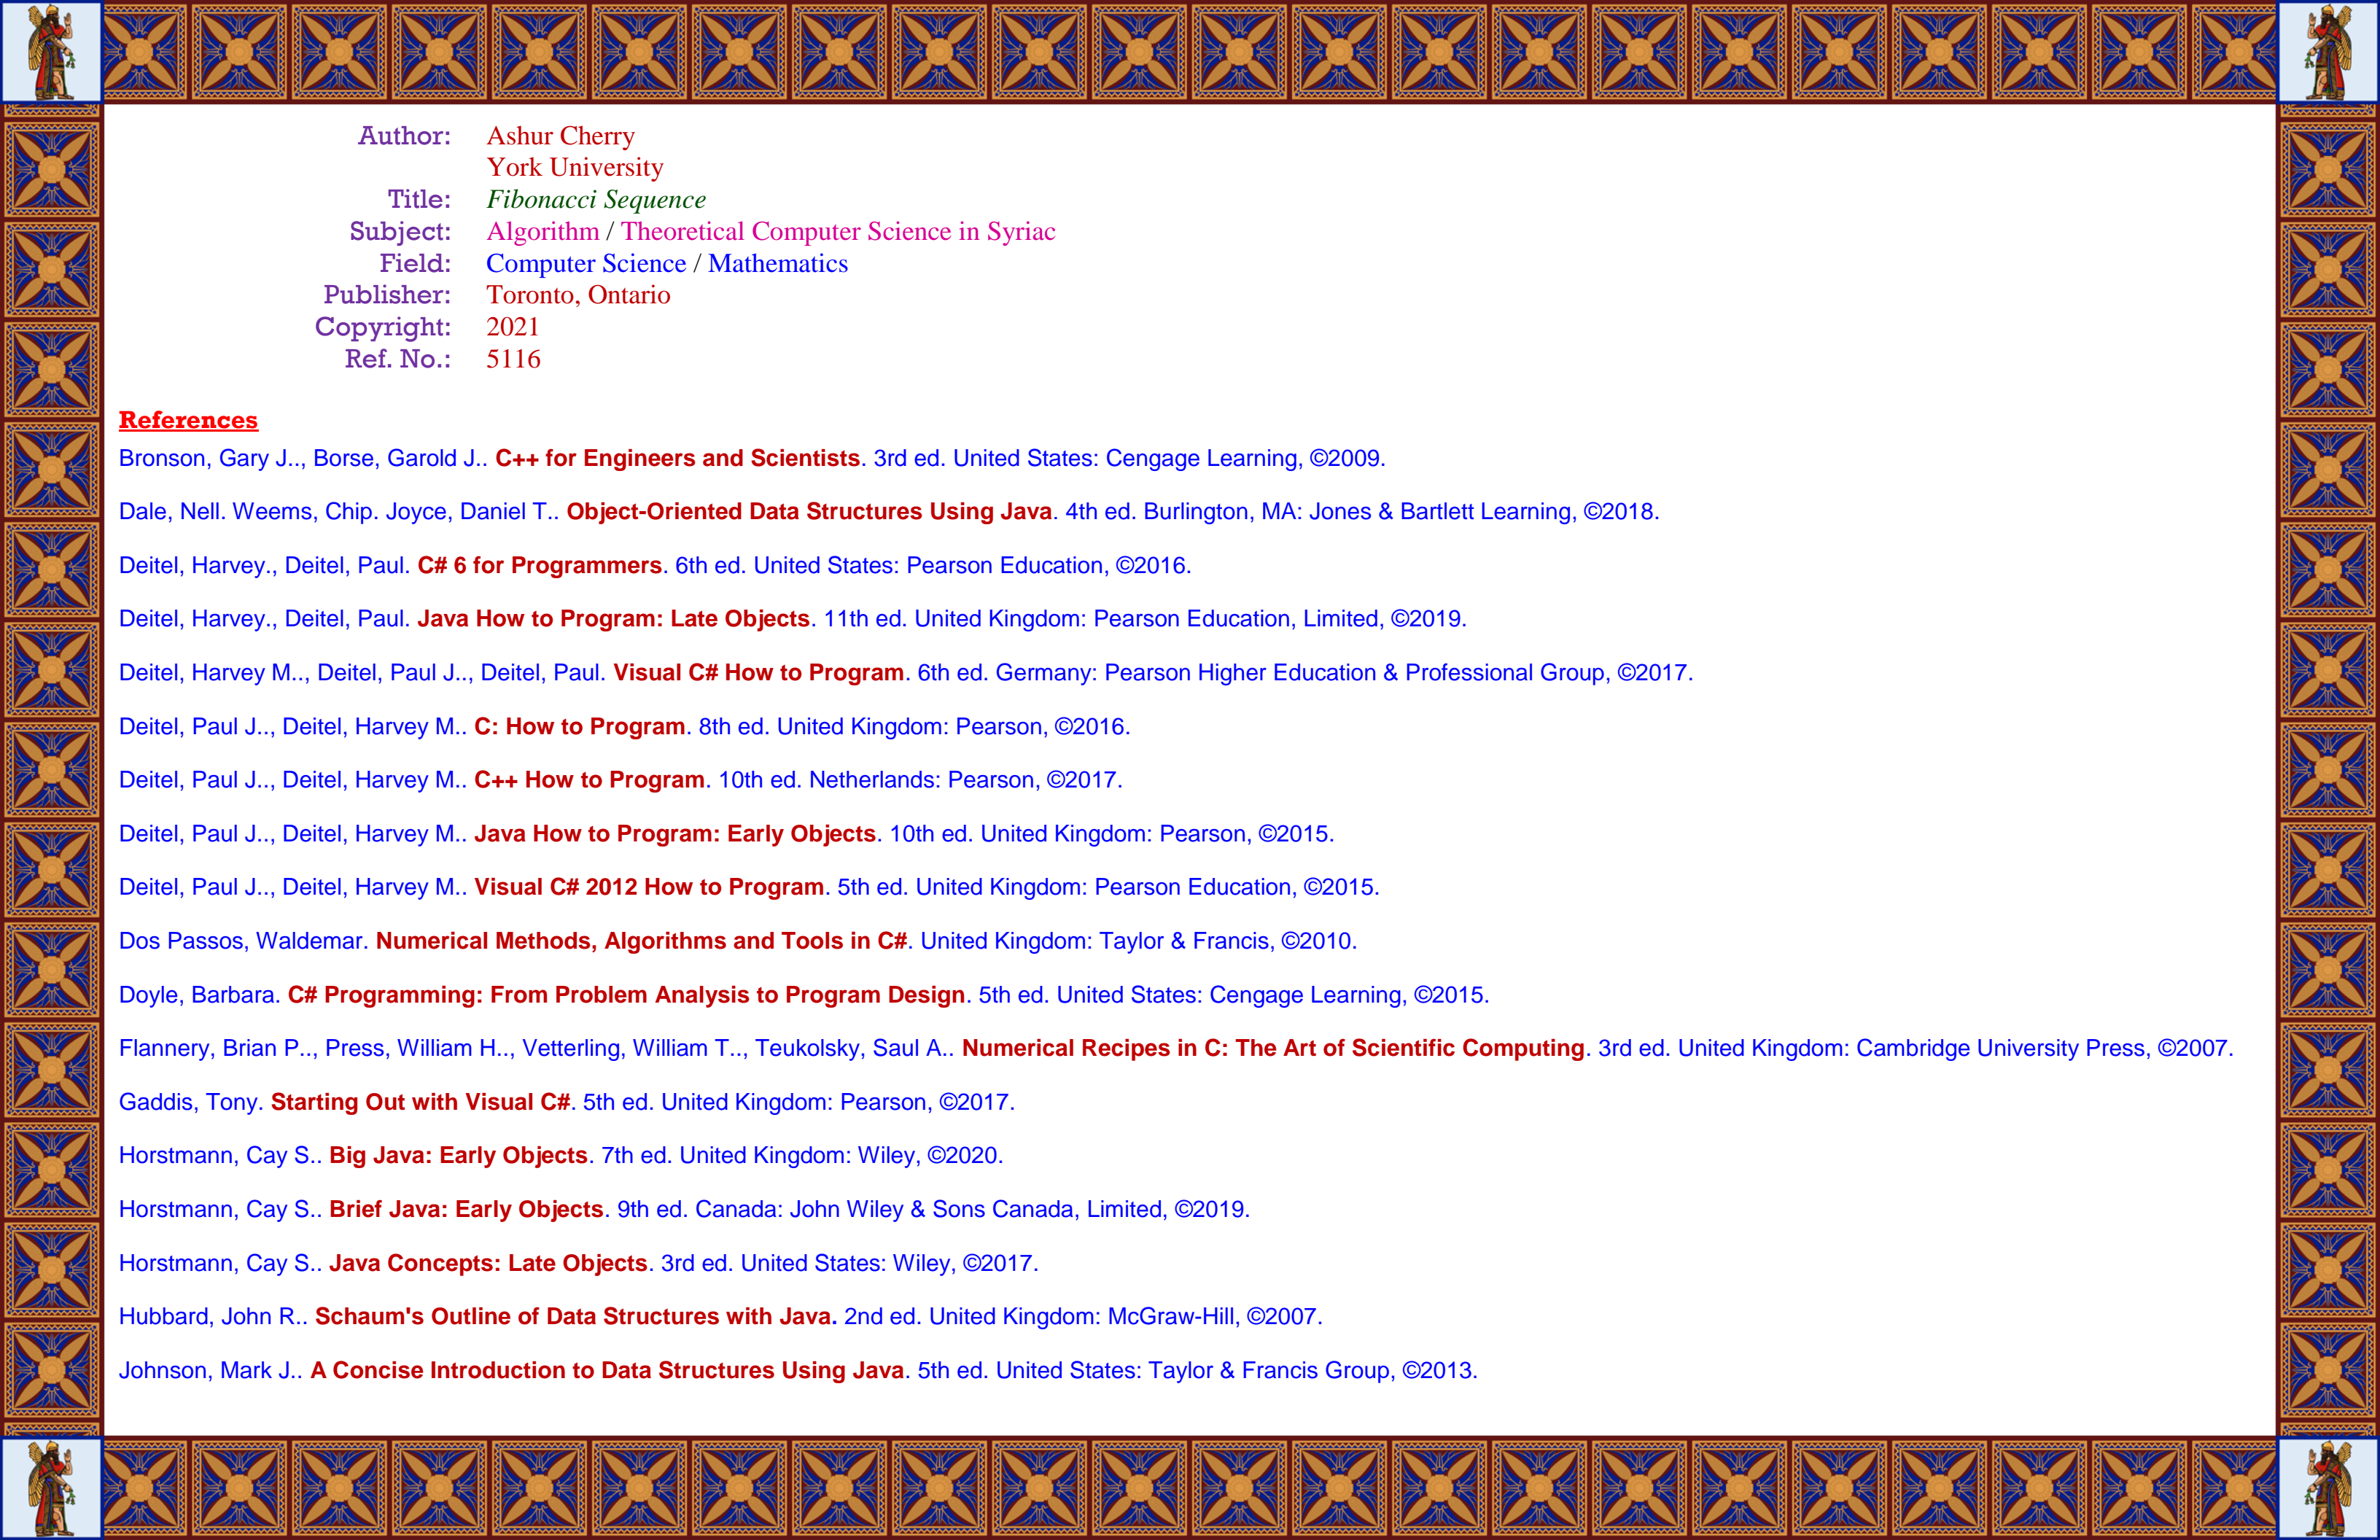 Author: Ashur Cherry
York University
Title: Fibonacci Sequence
Subject: Algorithm / Theoretical Computer Science in Syriac
Field: Computer Science / Mathematics
Publisher: Toronto, Ontario
Copyright: 2021
Ref. No.: 5116
References
Bronson, Gary J.., Borse, Garold J.. C++ for Engineers and Scientists. 3rd ed. United States: Cengage Learning, ©2009.
Dale, Nell. Weems, Chip. Joyce, Daniel T.. Object-Oriented Data Structures Using Java. 4th ed. Burlington, MA: Jones & Bartlett Learning, ©2018.
Deitel, Harvey., Deitel, Paul. C# 6 for Programmers. 6th ed. United States: Pearson Education, ©2016.
Deitel, Harvey., Deitel, Paul. Java How to Program: Late Objects. 11th ed. United Kingdom: Pearson Education, Limited, ©2019.
Deitel, Harvey M.., Deitel, Paul J.., Deitel, Paul. Visual C# How to Program. 6th ed. Germany: Pearson Higher Education & Professional Group, ©2017.
Deitel, Paul J.., Deitel, Harvey M.. C: How to Program. 8th ed. United Kingdom: Pearson, ©2016.
Deitel, Paul J.., Deitel, Harvey M.. C++ How to Program. 10th ed. Netherlands: Pearson, ©2017.
Deitel, Paul J.., Deitel, Harvey M.. Java How to Program: Early Objects. 10th ed. United Kingdom: Pearson, ©2015.
Deitel, Paul J.., Deitel, Harvey M.. Visual C# 2012 How to Program. 5th ed. United Kingdom: Pearson Education, ©2015.
Dos Passos, Waldemar. Numerical Methods, Algorithms and Tools in C#. United Kingdom: Taylor & Francis, ©2010.
Doyle, Barbara. C# Programming: From Problem Analysis to Program Design. 5th ed. United States: Cengage Learning, ©2015.
Flannery, Brian P.., Press, William H.., Vetterling, William T.., Teukolsky, Saul A.. Numerical Recipes in C: The Art of Scientific Computing. 3rd ed. United Kingdom: Cambridge University Press, ©2007.
Gaddis, Tony. Starting Out with Visual C#. 5th ed. United Kingdom: Pearson, ©2017.
Horstmann, Cay S.. Big Java: Early Objects. 7th ed. United Kingdom: Wiley, ©2020.
Horstmann, Cay S.. Brief Java: Early Objects. 9th ed. Canada: John Wiley & Sons Canada, Limited, ©2019.
Horstmann, Cay S.. Java Concepts: Late Objects. 3rd ed. United States: Wiley, ©2017.
Hubbard, John R.. Schaum's Outline of Data Structures with Java. 2nd ed. United Kingdom: McGraw-Hill, ©2007.
Johnson, Mark J.. A Concise Introduction to Data Structures Using Java. 5th ed. United States: Taylor & Francis Group, ©2013.